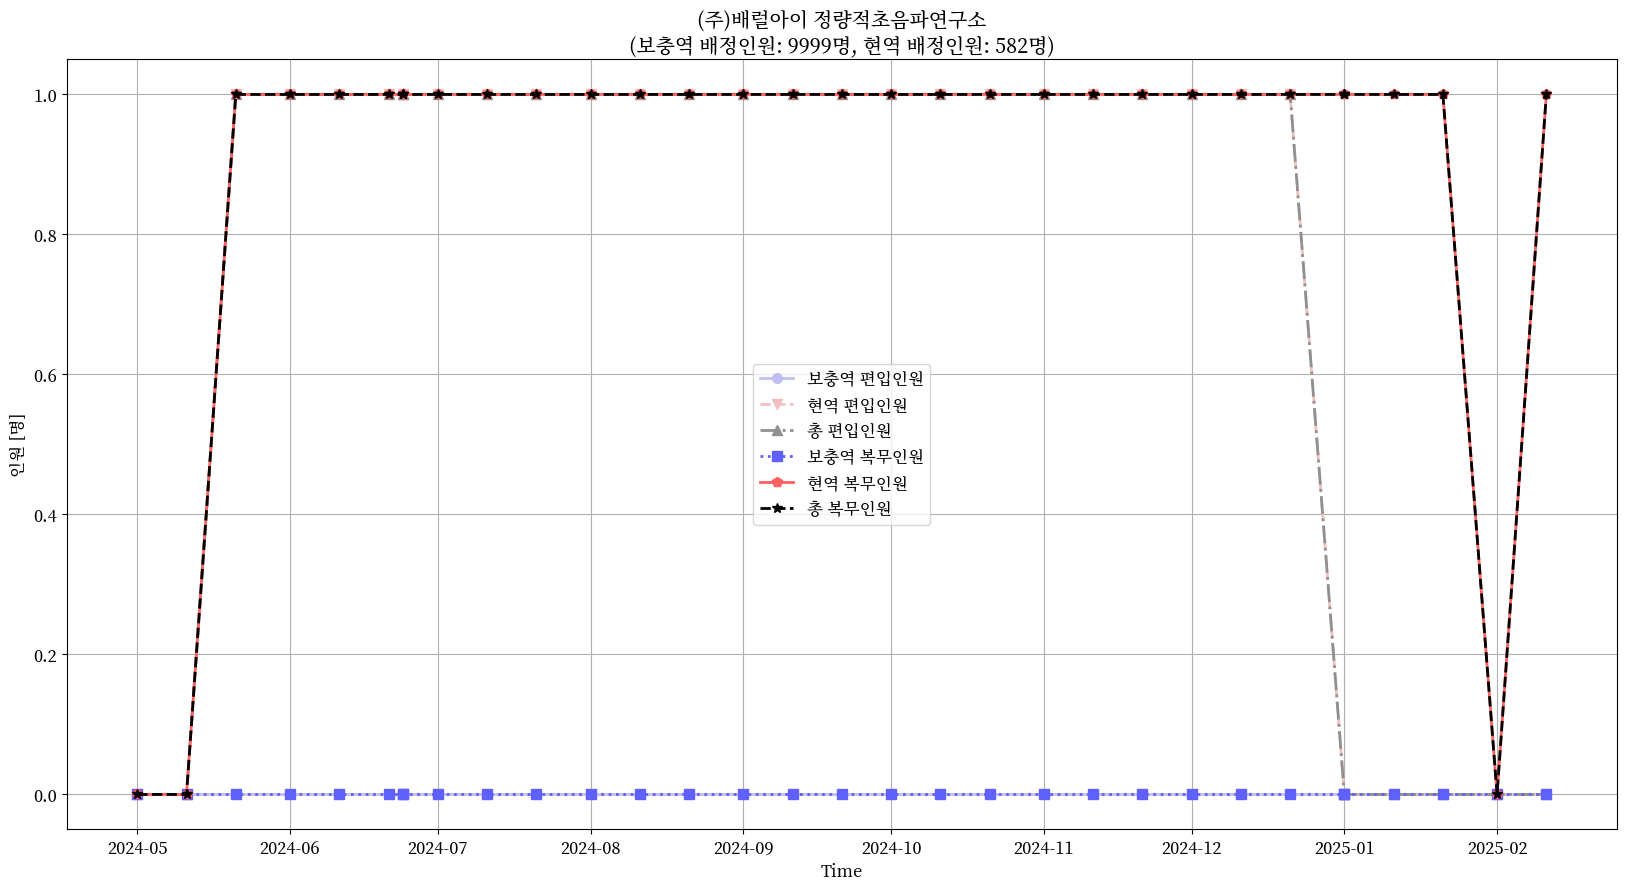 (주)배럴아이 정량적초음파연구소
(보충역 배정인원: 9999명, 현역 배정인원: 582명)
1.0
0.8
0.6
0.4
0.2
0.0
인원 [명]
보충역 편입인원
현역 편입인원
총 편입인원
보충역 복무인원
현역 복무인원
총 복무인원
2024-05 2024-06 2024-07 2024-08 2024-09 2024-10 2024-11 2024-12 2025-01 2025-02
Time